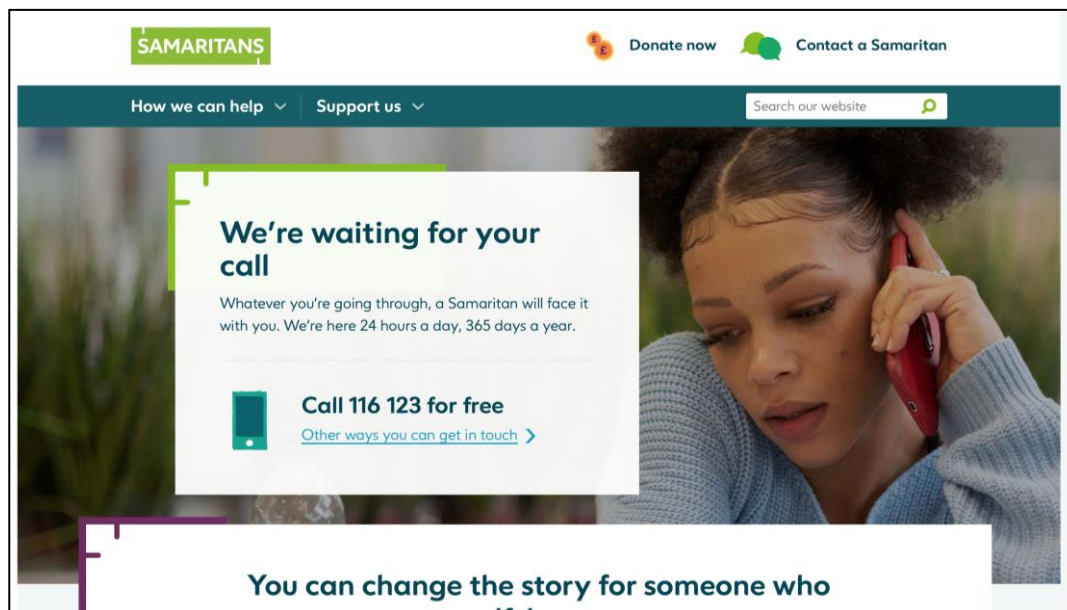 SAMARITANS
Donate now
Contact a Samaritan
How we can help
Support us
Search our website
We're waiting for your
call
Whatever you're going through, a Samaritan will face it
with you. We're here 24 hours a day, 365 days a year.
Call 116 123 for free
Other ways you can get in touch
You can change the story for someone who